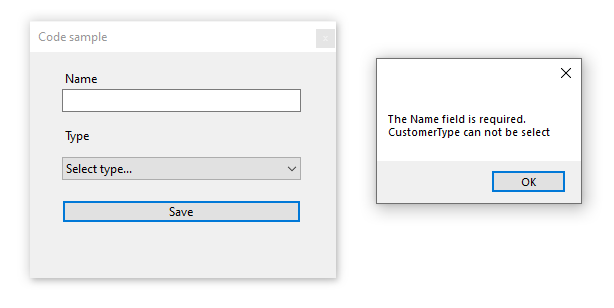 Code sample
Name
Type
Select type...
Save
The Name field is required.
CustomerType can not be select
OK